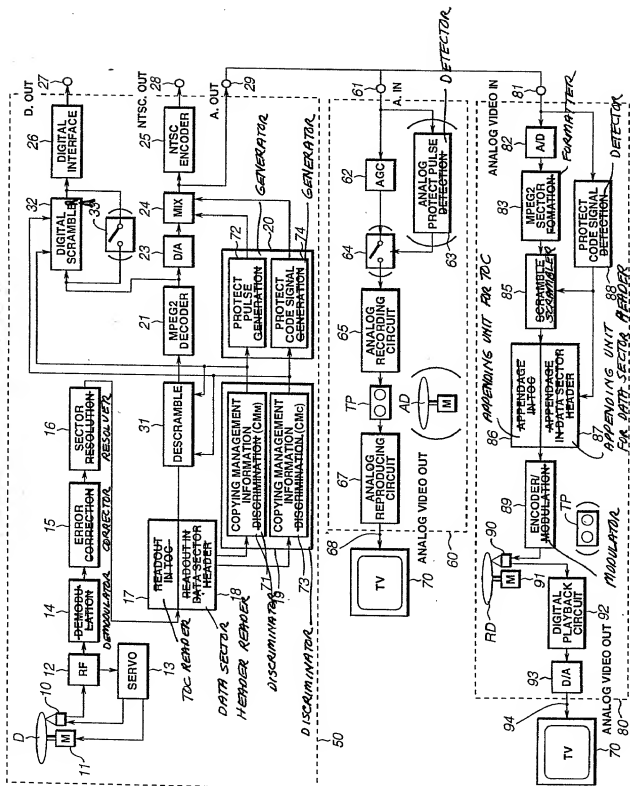 D
10
M
11
RF
12
SERVO
13
DEMODU-
LATION
14
DEMODULATOR
ERROR
CORRECTION
15
CORRECTOR
SECTOR
RESOLUTION
16
RESOLVER
READOUT
IN TOC
17
READOUT IN
DATA SECTOR
HEADER
18
TOC READER
DATA SECTOR
HEADER READER
DESCRAMBLE
31
MPEG2
DECODER
21
D/A
23
MIX
24
NTSC
ENCODER
25
NTSC. OUT
28
DIGITAL
SCRAMBLE
32
33
DIGITAL
INTERFACE
26
D. OUT
27
A. OUT
29
COPYING MANAGEMENT
INFORMATION
DISCRIMINATION (CMM)
71
COPYING MANAGEMENT
INFORMATION
DISCRIMINATION, (CMC)
73
19
DISCRIMINATOR
DISCRIMINATOR
PROTECT
PULSE
GENERATION
72
GENERATOR
20
PROTECT
CODE SIGNAL
GENERATION
74
GENERATOR
50
61
A. IN
AGC
62
ANALOG
PROTECT PULSE
DETECTION
63
DETECTOR
64
ANALOG
RECORDING
CIRCUIT
65
TP
AD
M
ANALOG
REPRODUCING
CIRCUIT
67
68
ANALOG VIDEO OUT
60
TV
70
81
ANALOG VIDEO IN
A/D
82
MPEG2
SECTOR
FOMATION
83
FORMATTER
SCRAMBLE
SCRAMBLER
85
PROTECT
CODE SIGNAL
DETECTION
88
DETECTOR
APPENDAGE
IN TOC
86
APPENDING UNIT FOR TOC
APPENDAGE
IN DATA SECTOR
HEADER
87
APPENDING UNIT
FOR DATA SECTOR HEADER
ENCODER/
MODULATION
89
MODULATOR
TP
RD
90
M
91
DIGITAL
PLAYBACK
CIRCUIT
92
D/A
93
94
ANALOG VIDEO OUT
80
TV
70